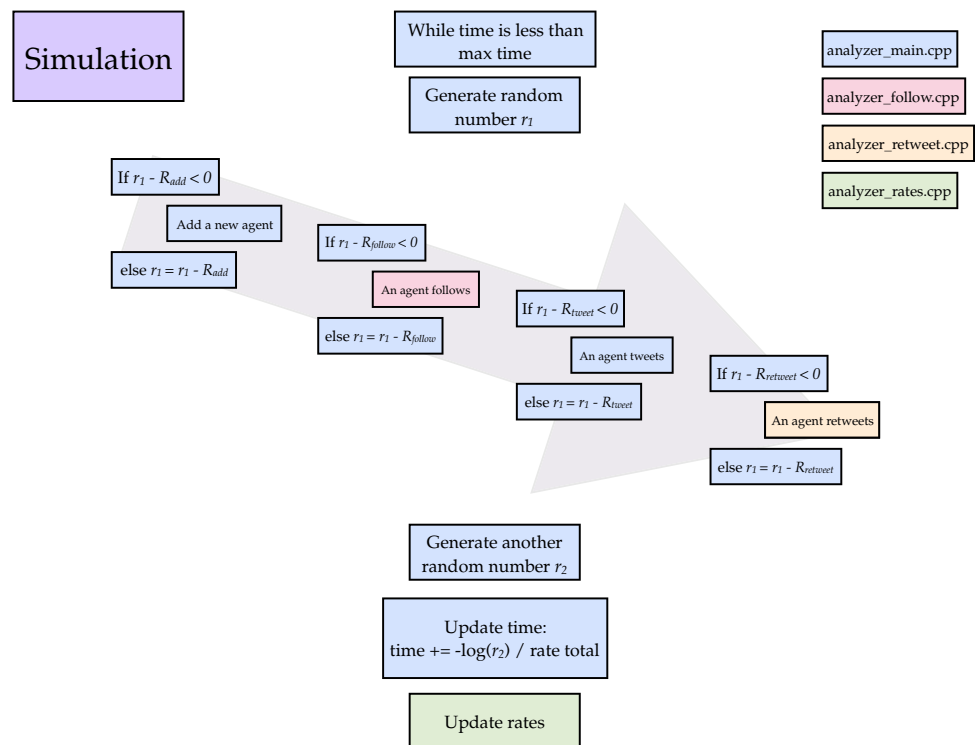 Simulation
While time is less than
max time
Generate random
number r1
analyzer_main.cpp
analyzer_follow.cpp
analyzer_retweet.cpp
analyzer_rates.cpp
If r1 - Radd < 0
Add a new agent
else r1 = r1 - Radd
If r1 - Rfollow < 0
An agent follows
else r1 = r1 - Rfollow
If r1 - Rtweet < 0
An agent tweets
else r1 = r1 - Rtweet
If r1 - Rretweet < 0
An agent retweets
else r1 = r1 - Rretweet
Generate another
random number r2
Update time:
time += -log(r2) / rate total
Update rates